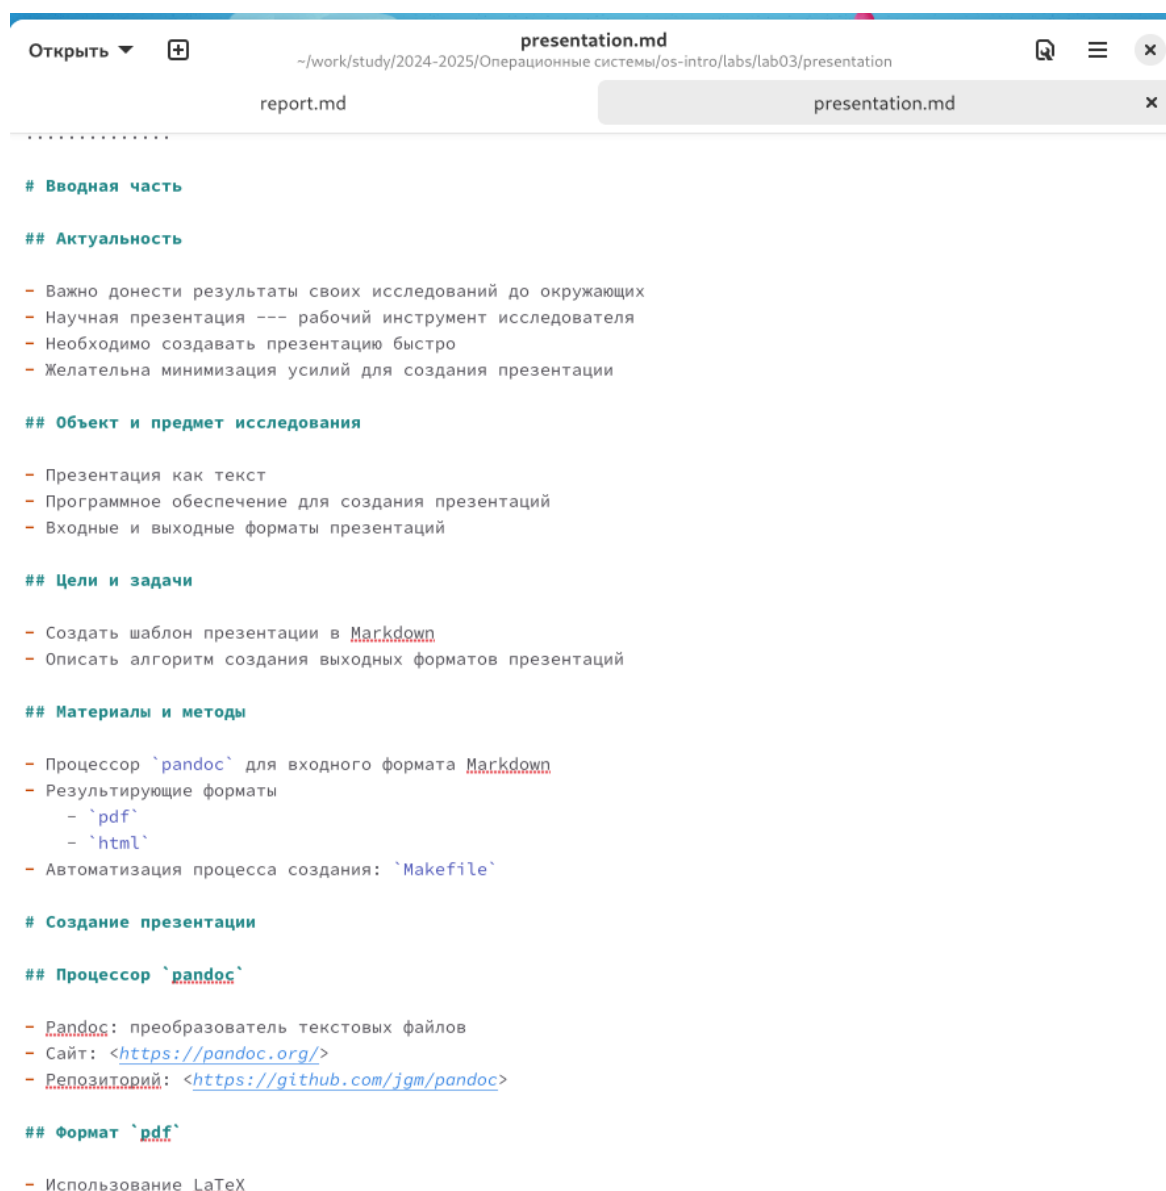 Открыть
presentation.md
~/work/study/2024-2025/Операционные системы/os-intro/labs/lab03/presentation
report.md
presentation.md
# Вводная часть
## Актуальность
- Важно донести результаты своих исследований до окружающих
- Научная презентация --- рабочий инструмент исследователя
- Необходимо создавать презентацию быстро
- Желательна минимизация усилий для создания презентации
## Объект и предмет исследования
- Презентация как текст
- Программное обеспечение для создания презентаций
- Входные и выходные форматы презентаций
## Цели и задачи
- Создать шаблон презентации в Markdown
- Описать алгоритм создания выходных форматов презентаций
## Материалы и методы
- Процессор `pandoc` для входного формата Markdown
- Результирующие форматы
- `pdf`
- `html`
- Автоматизация процесса создания: `Makefile`
# Создание презентации
## Процессор `pandoc`
- Pandoc: преобразователь текстовых файлов
- Сайт: <https://pandoc.org/>
- Репозиторий: <https://github.com/jgm/pandoc>
## Формат `pdf`
- Использование LaTeX